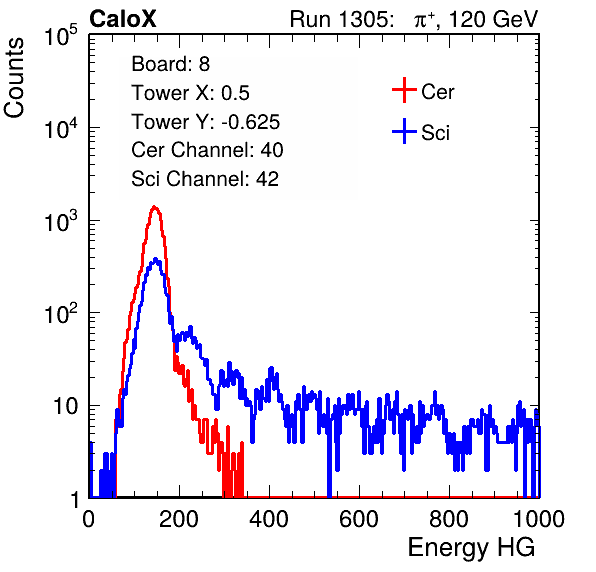 CaloX Run 1305: π⁺, 120 GeV
Counts
Board: 8
Tower X: 0.5
Tower Y: -0.625
Cer Channel: 40
Sci Channel: 42
Cer
Sci
10⁵
10⁴
10³
10²
10
1
0 200 400 600 800 1000
Energy HG